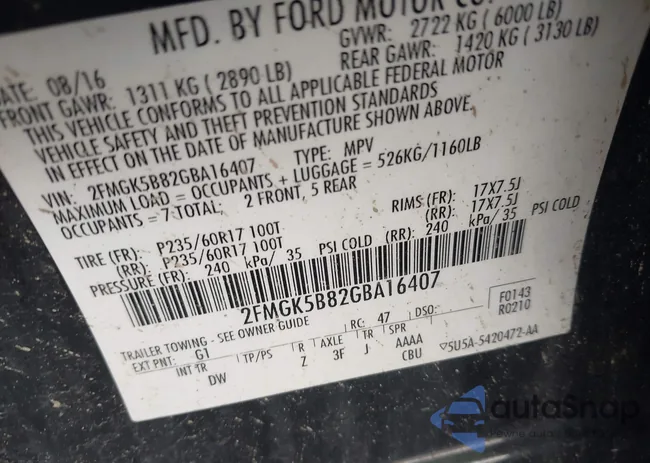 MFD. BY FORD MOTOR CO.
DATE: 08/16 GVWR: 2722 KG (6000 LB)
FRONT GAWR: 1311 KG (2890 LB) REAR GAWR: 1420 KG (3130 LB)
THIS VEHICLE CONFORMS TO ALL APPLICABLE FEDERAL MOTOR
VEHICLE SAFETY AND THEFT PREVENTION STANDARDS
IN EFFECT ON THE DATE OF MANUFACTURE SHOWN ABOVE.
VIN: 2FMGK5B82GBA16407 TYPE: MPV
MAXIMUM LOAD = OCCUPANTS + LUGGAGE = 526KG/1160LB
OCCUPANTS = 7 TOTAL; 2 FRONT, 5 REAR
TIRE (FR): P235/60R17 100T RIMS (FR): 17X7.5J
(RR): P235/60R17 100T (RR): 17X7.5J
PRESSURE (FR): 240 kPa/ 35 PSI COLD (RR): 240 kPa/ 35 PSI COLD
2FMGK5B82GBA16407
TRAILER TOWING - SEE OWNER GUIDE RC: 47 DSO: F0143
R0210
EXT PNT: G1 INT TR TP/PS R AXLE TR SPR
DW Z 3F J AAAA
CBU
5U5A-5420472-AA
autoSnap